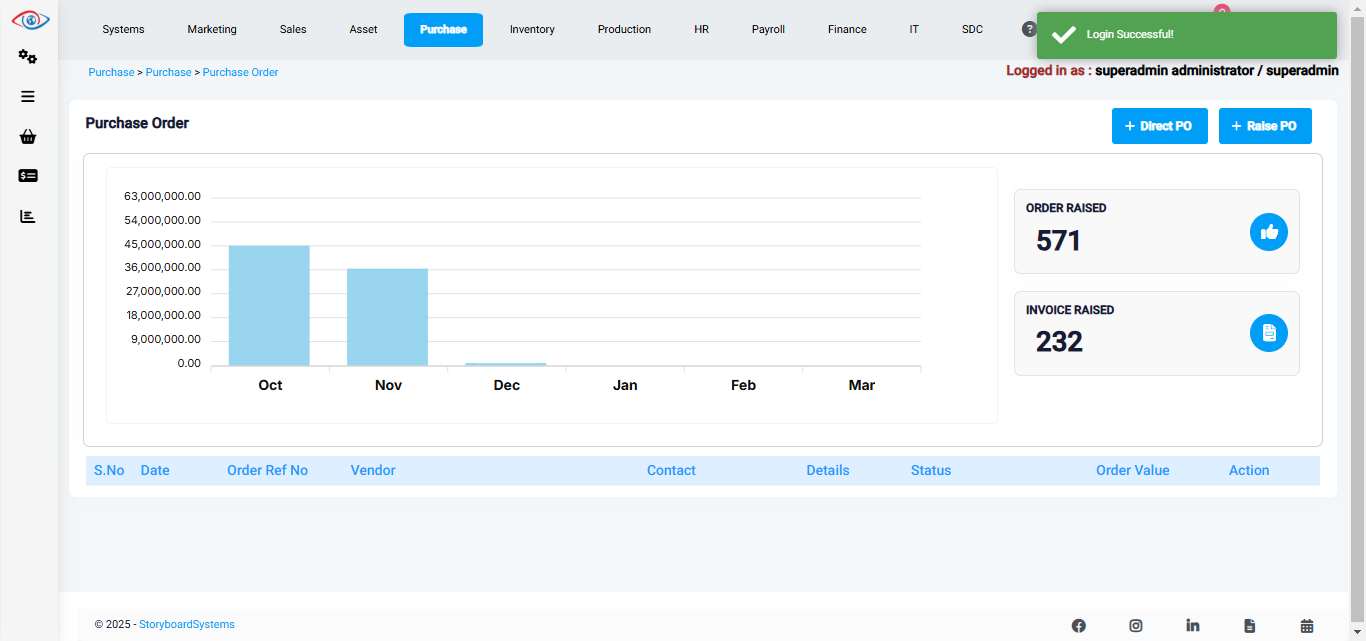 Systems Marketing Sales Asset Purchase Inventory Production HR Payroll Finance IT SDC ? Login Successful!
Purchase > Purchase > Purchase Order
Logged in as : superadmin administrator / superadmin
Purchase Order
+ Direct PO + Raise PO
63,000,000.00
54,000,000.00
45,000,000.00
36,000,000.00
27,000,000.00
18,000,000.00
9,000,000.00
0.00
Oct Nov Dec Jan Feb Mar
ORDER RAISED
571
INVOICE RAISED
232
S.No Date Order Ref No Vendor Contact Details Status Order Value Action
© 2025 - StoryboardSystems